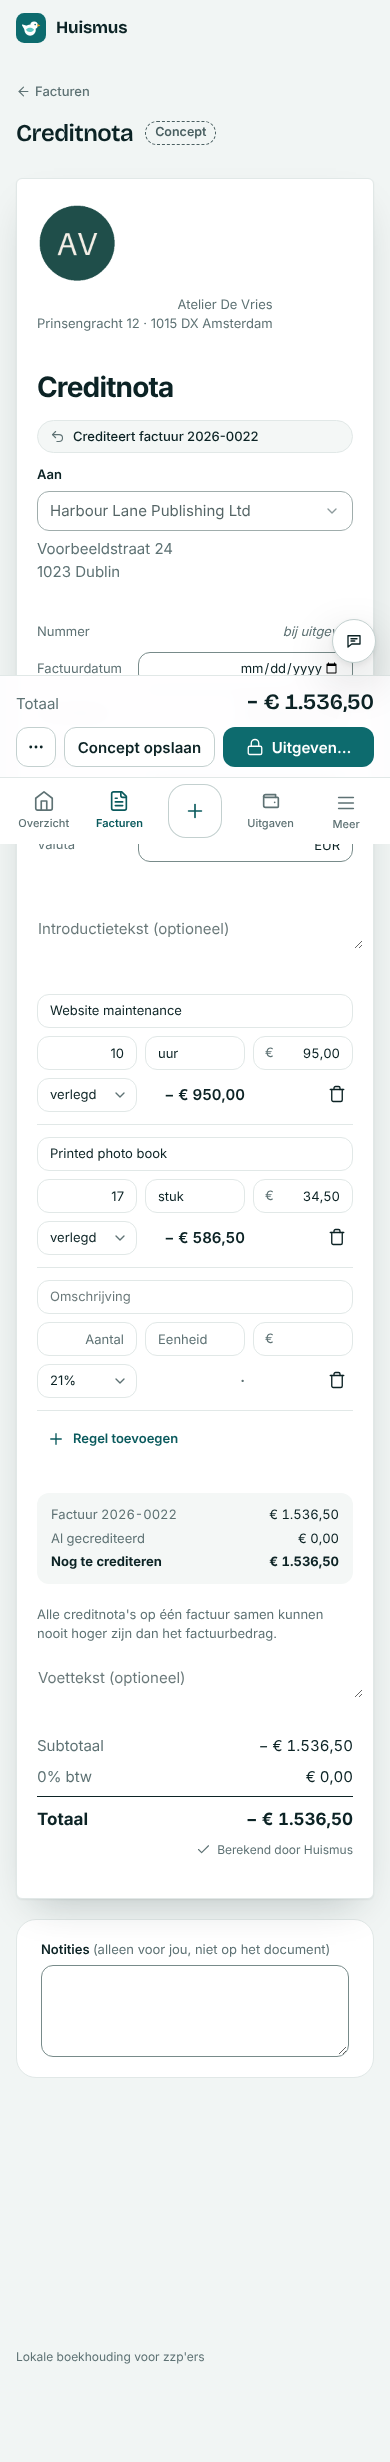 Huismus
Facturen
Creditnota Concept
AV
Atelier De Vries
Prinsengracht 12 · 1015 DX Amsterdam
Creditnota
Crediteert factuur 2026-0022
Aan
Harbour Lane Publishing Ltd
Voorbeeldstraat 24
1023 Dublin
Nummer bij
Factuurdatum mm/dd/yyyy
Totaal − € 1.536,50
Concept opslaan Uitgeven...
Overzicht Facturen Uitgaven Meer
Valuta EUR
Introductietekst (optioneel)
Website maintenance
10 uur € 95,00
verlegd − € 950,00
Printed photo book
17 stuk € 34,50
verlegd − € 586,50
Omschrijving
Aantal Eenheid €
21% ·
Regel toevoegen
Factuur 2026-0022 € 1.536,50
Al gecrediteerd € 0,00
Nog te crediteren € 1.536,50
Alle creditnota's op één factuur samen kunnen
nooit hoger zijn dan het factuurbedrag.
Voettekst (optioneel)
Subtotaal − € 1.536,50
0% btw € 0,00
Totaal − € 1.536,50
Berekend door Huismus
Notities (alleen voor jou, niet op het document)
Lokale boekhouding voor zzp'ers